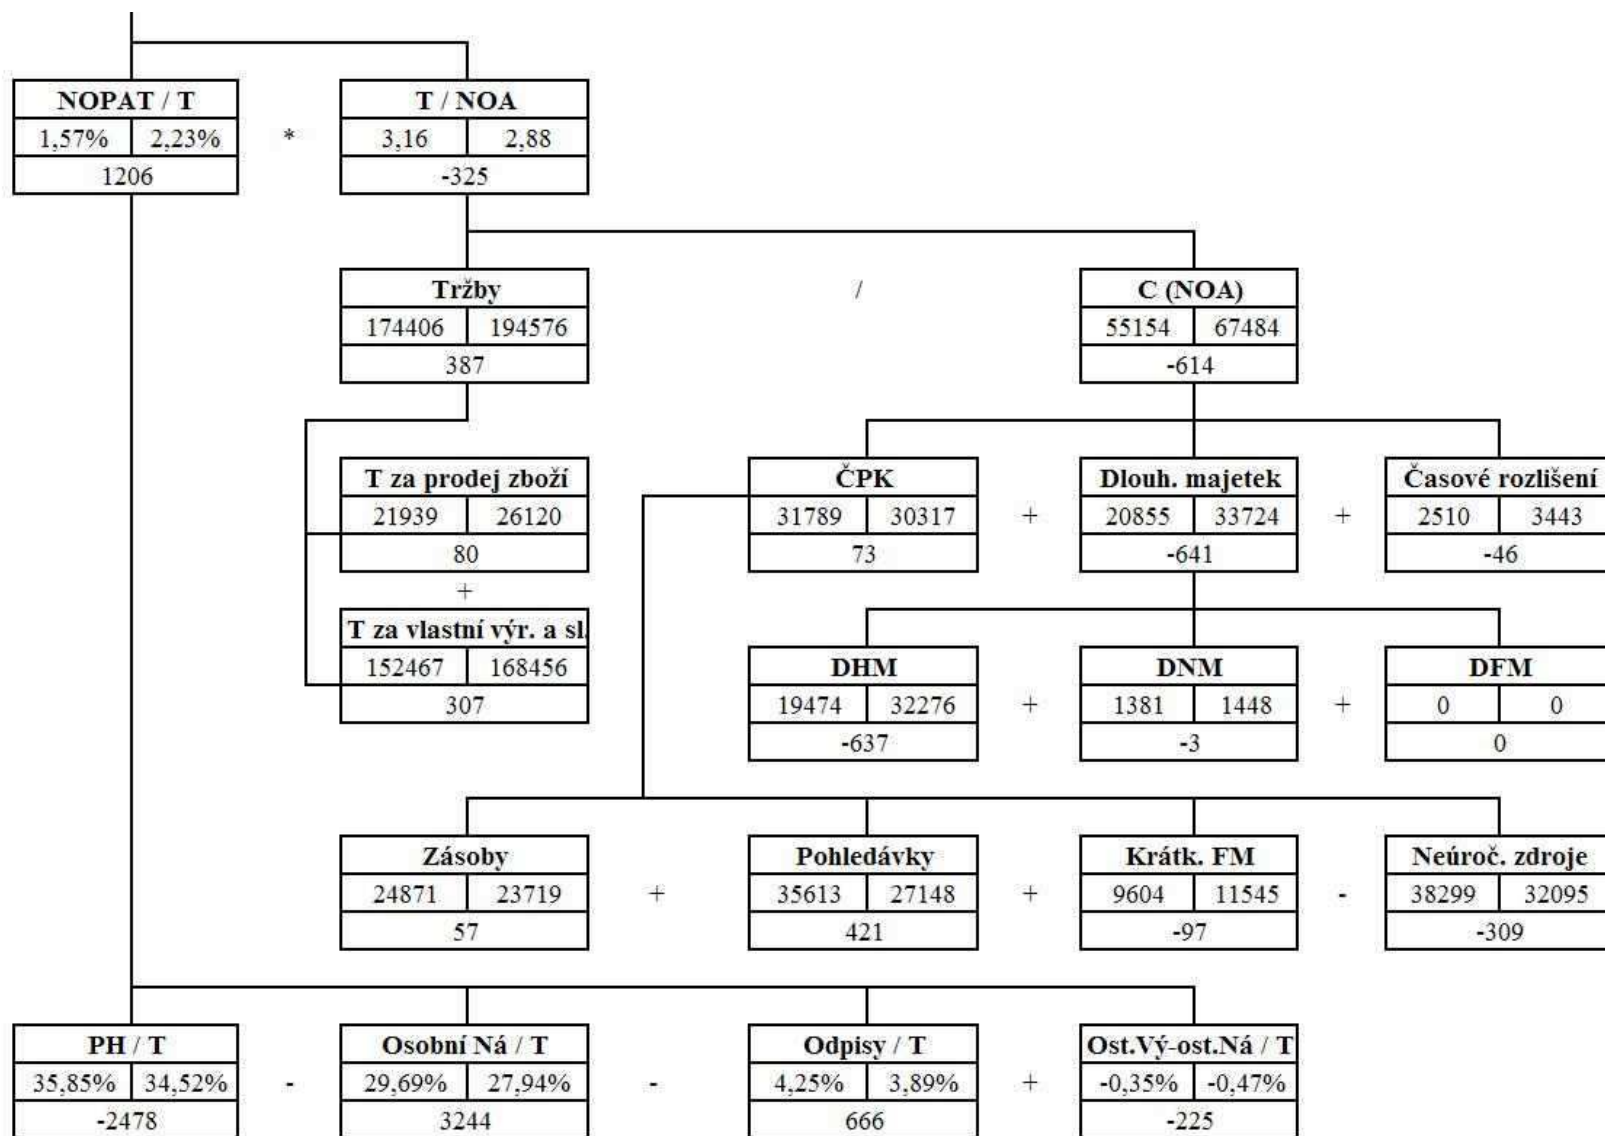 NOPAT / T T / NOA
1,57% 2,23% * 3,16 2,88
1206 -325
Tržby / C (NOA)
174406 194576 55154 67484
387 -614
T za prodej zboží ČPK Dlouh. majetek Časové rozlišení
21939 26120 31789 30317 + 20855 33724 + 2510 3443
80 73 -641 -46
+
T za vlastní výr. a sl. DHM DNM DFM
152467 168456 19474 32276 + 1381 1448 + 0 0
307 -637 -3 0
Zásoby Pohledávky Krátk. FM Neúroč. zdroje
24871 23719 + 35613 27148 + 9604 11545 - 38299 32095
57 421 -97 -309
PH / T Osobní Ná / T Odpisy / T Ost.Vý-ost.Ná / T
35,85% 34,52% - 29,69% 27,94% - 4,25% 3,89% + -0,35% -0,47%
-2478 3244 666 -225